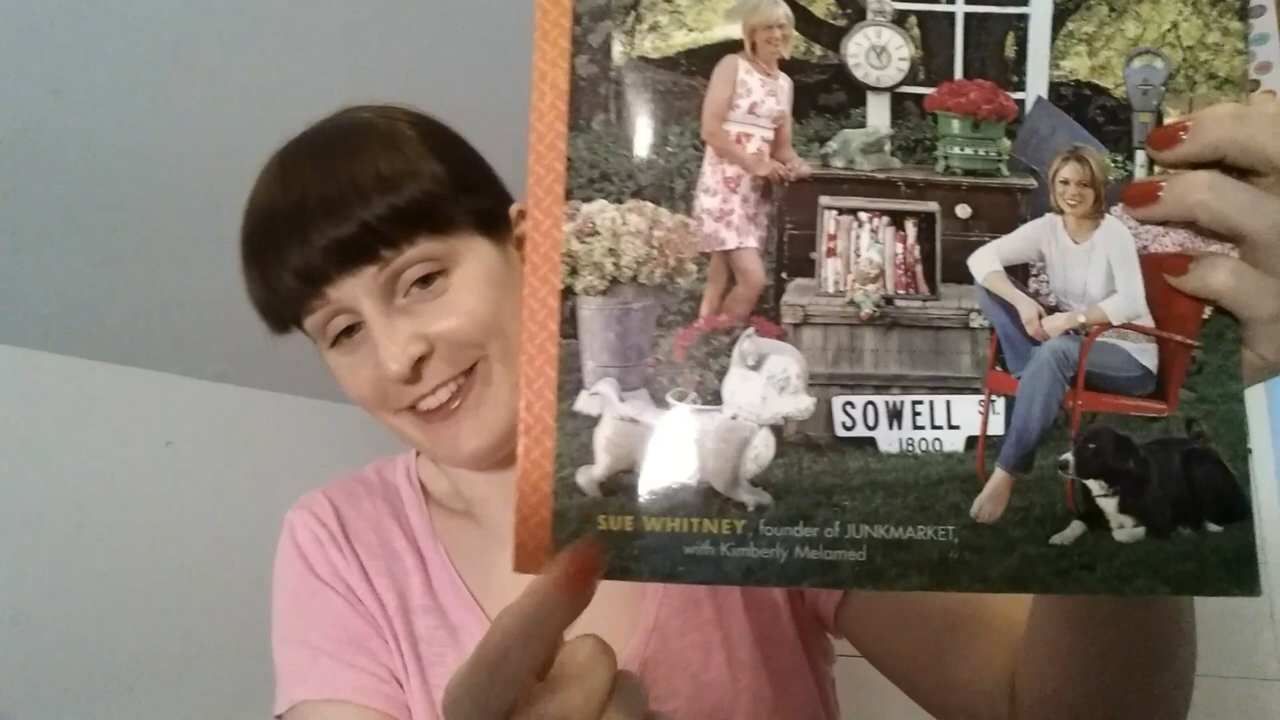 SOWELL ST.
1800
SUE WHITNEY, founder of JUNKMARKET,
with Kimberly Melamed